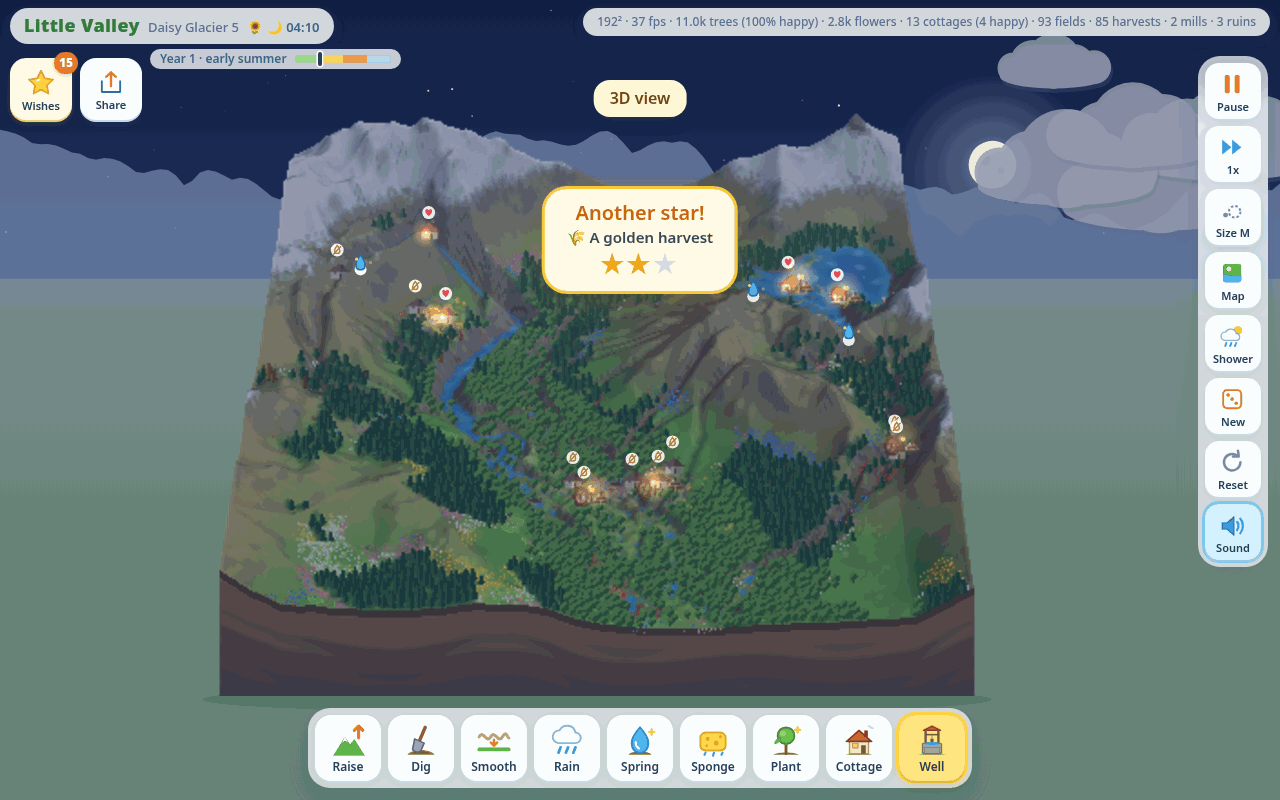 Little Valley Daisy Glacier 5 04:10
192² · 37 fps · 11.0k trees (100% happy) · 2.8k flowers · 13 cottages (4 happy) · 93 fields · 85 harvests · 2 mills · 3 ruins
Year 1 · early summer
15
Wishes
Share
3D view
Another star!
A golden harvest
Pause
1x
Size M
Map
Shower
New
Reset
Sound
Raise
Dig
Smooth
Rain
Spring
Sponge
Plant
Cottage
Well